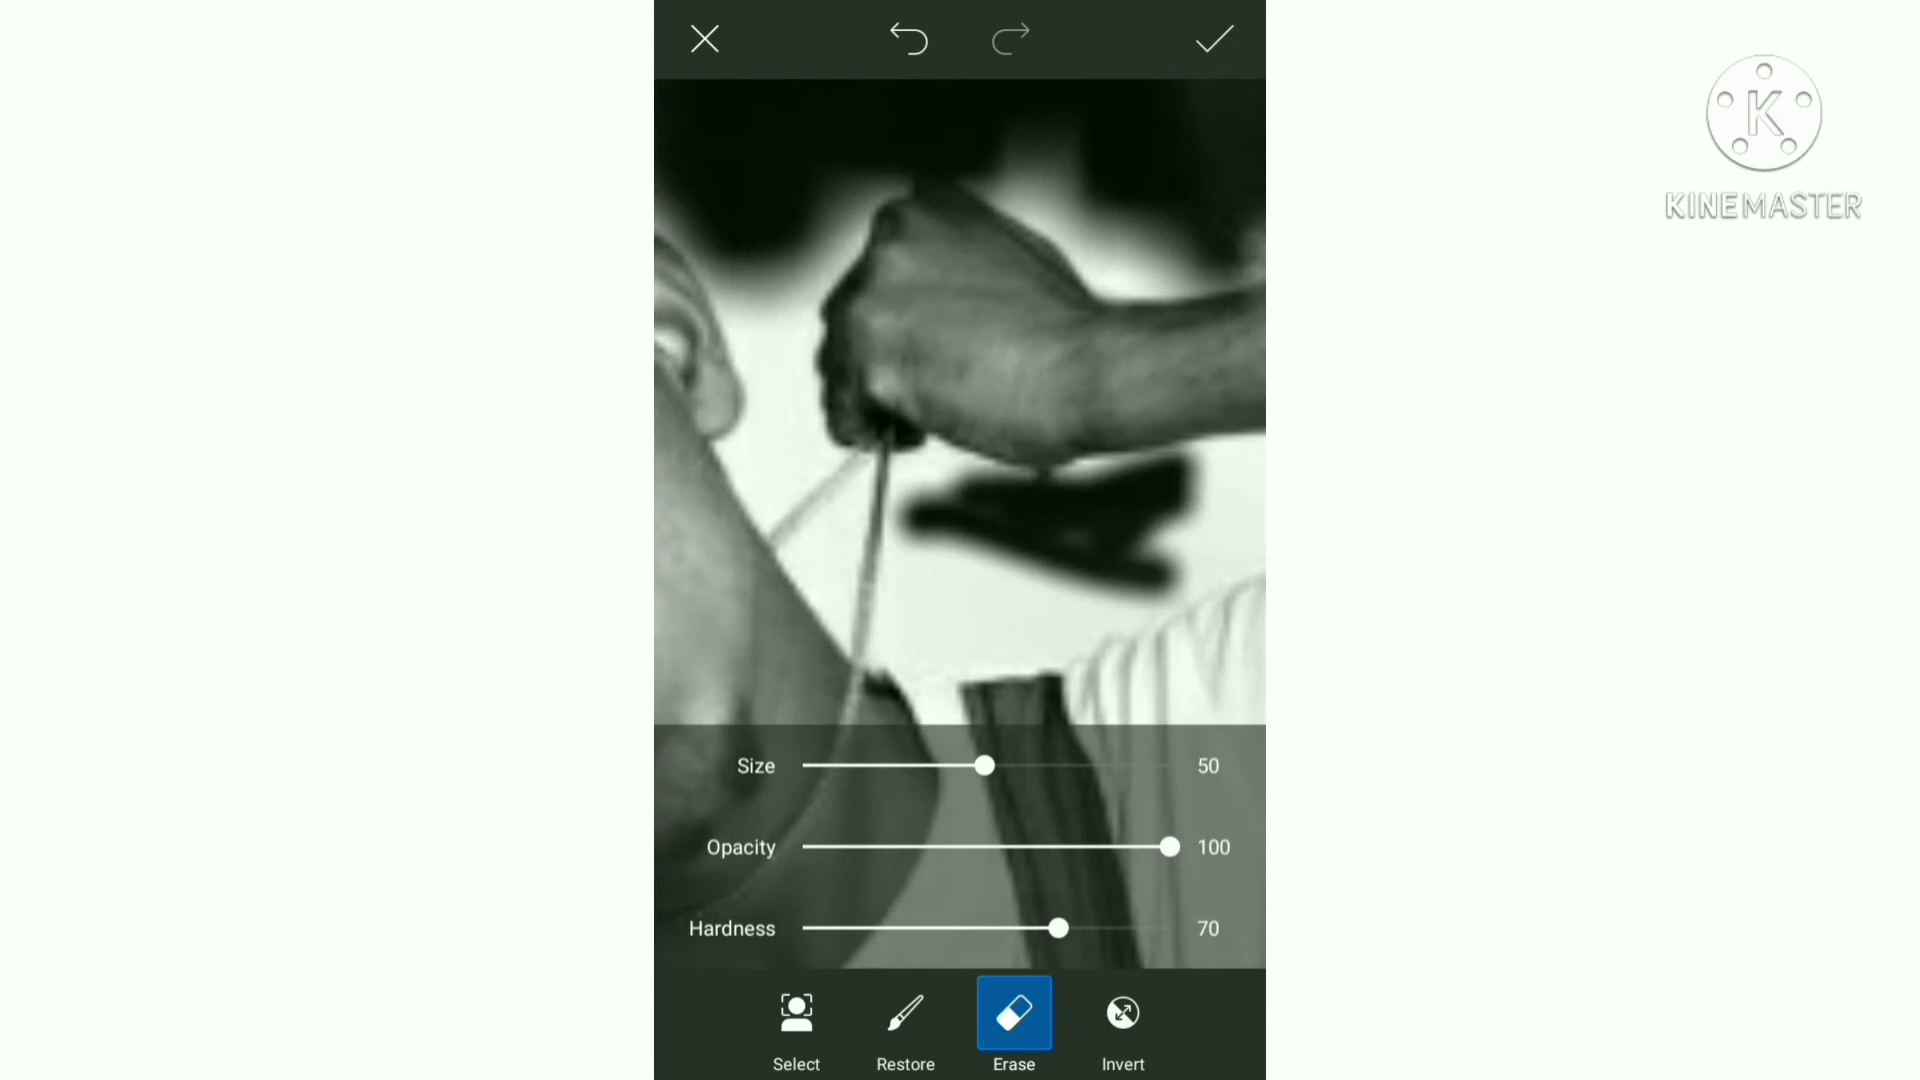 KINEMASTER
Size 50
Opacity 100
Hardness 70
Select Restore Erase Invert